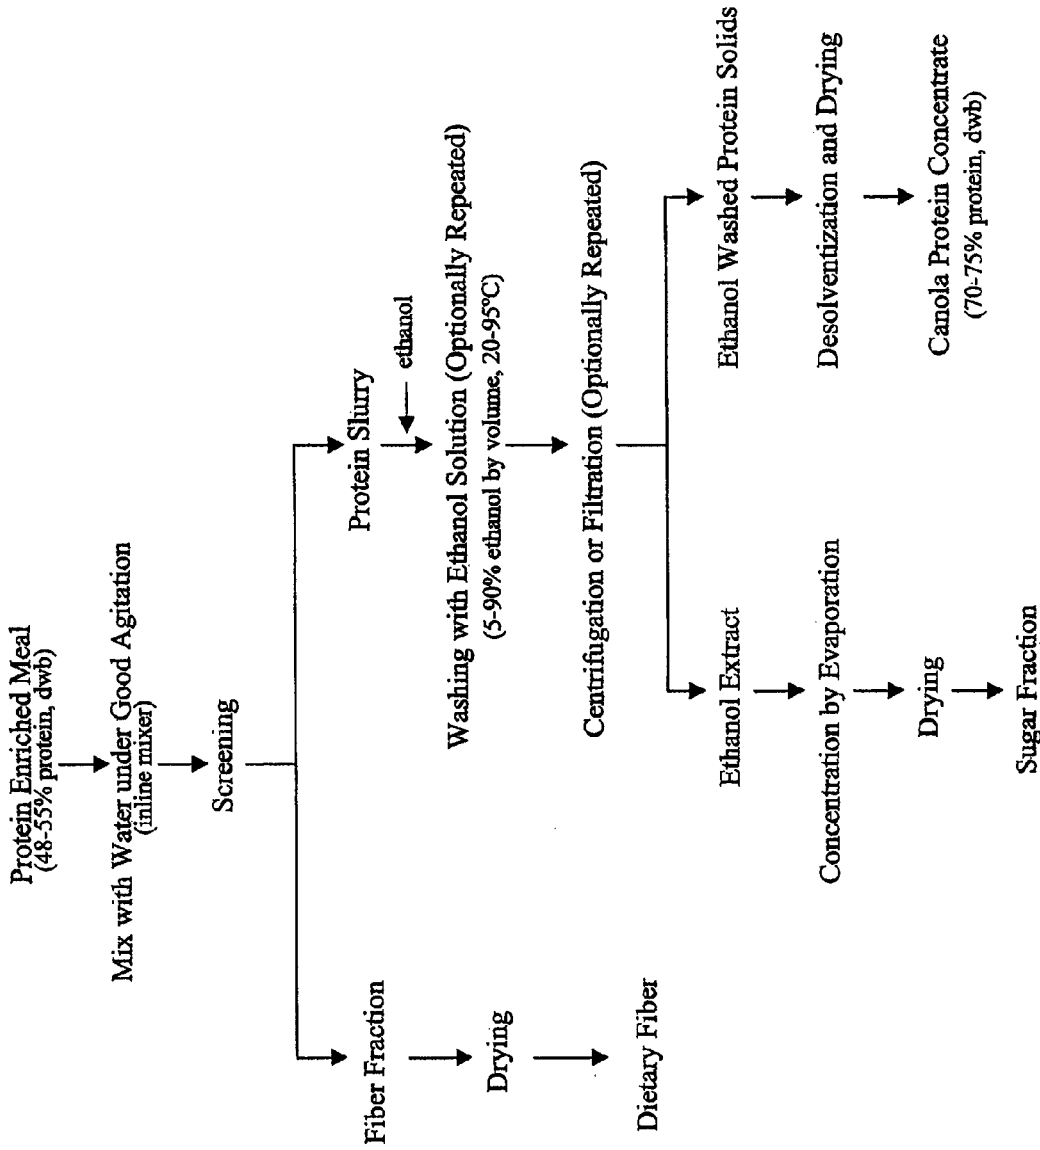 Protein Enriched Meal
(48-55% protein, dwb)
Mix with Water under Good Agitation
(inline mixer)
Screening
Fiber Fraction
Drying
Dietary Fiber
Protein Slurry
ethanol
Washing with Ethanol Solution (Optionally Repeated)
(5-90% ethanol by volume, 20-95°C)
Centrifugation or Filtration (Optionally Repeated)
Ethanol Extract
Concentration by Evaporation
Drying
Sugar Fraction
Ethanol Washed Protein Solids
Desolventization and Drying
Canola Protein Concentrate
(70-75% protein, dwb)